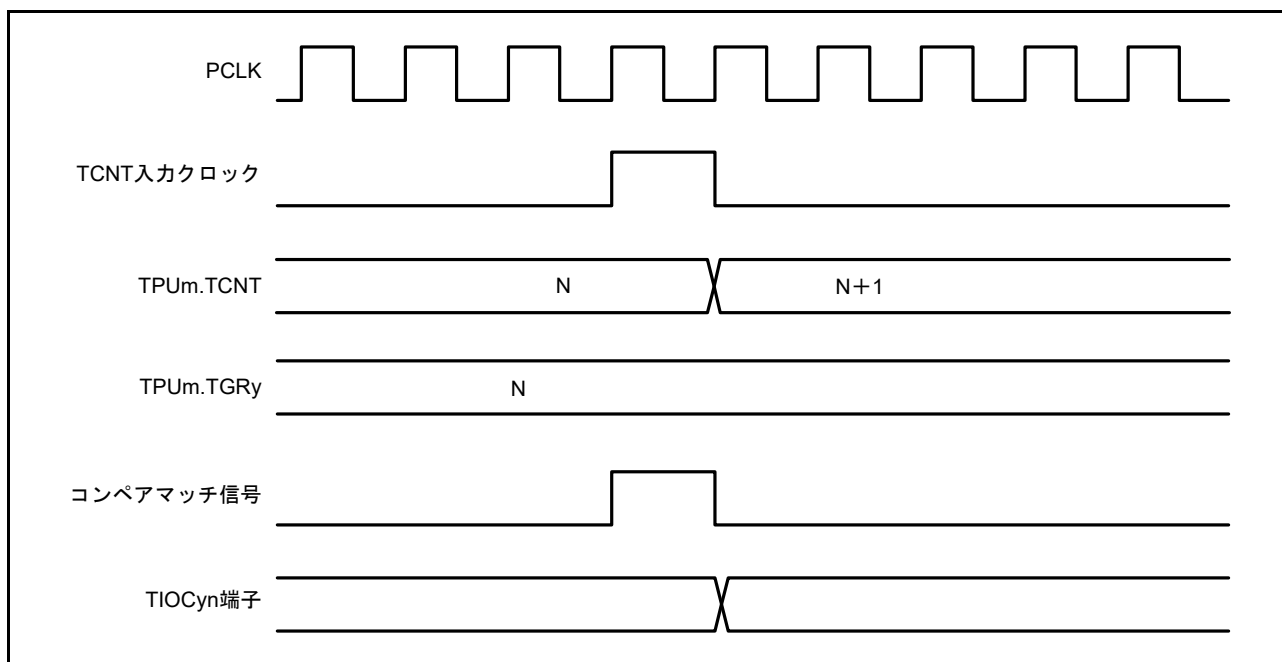 PCLK
TCNT入力クロック
TPUm.TCNT
N
N+1
TPUm.TGRy
N
コンペアマッチ信号
TIOCyn端子